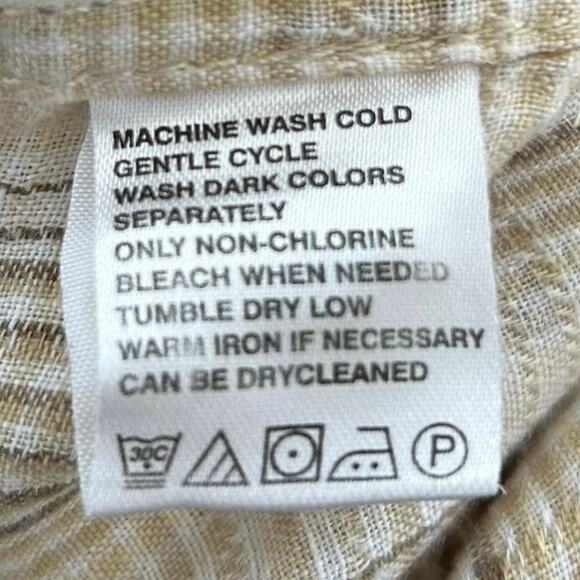 MACHINE WASH COLD
GENTLE CYCLE
WASH DARK COLORS
SEPARATELY
ONLY NON-CHLORINE
BLEACH WHEN NEEDED
TUMBLE DRY LOW
WARM IRON IF NECESSARY
CAN BE DRYCLEANED
30C P